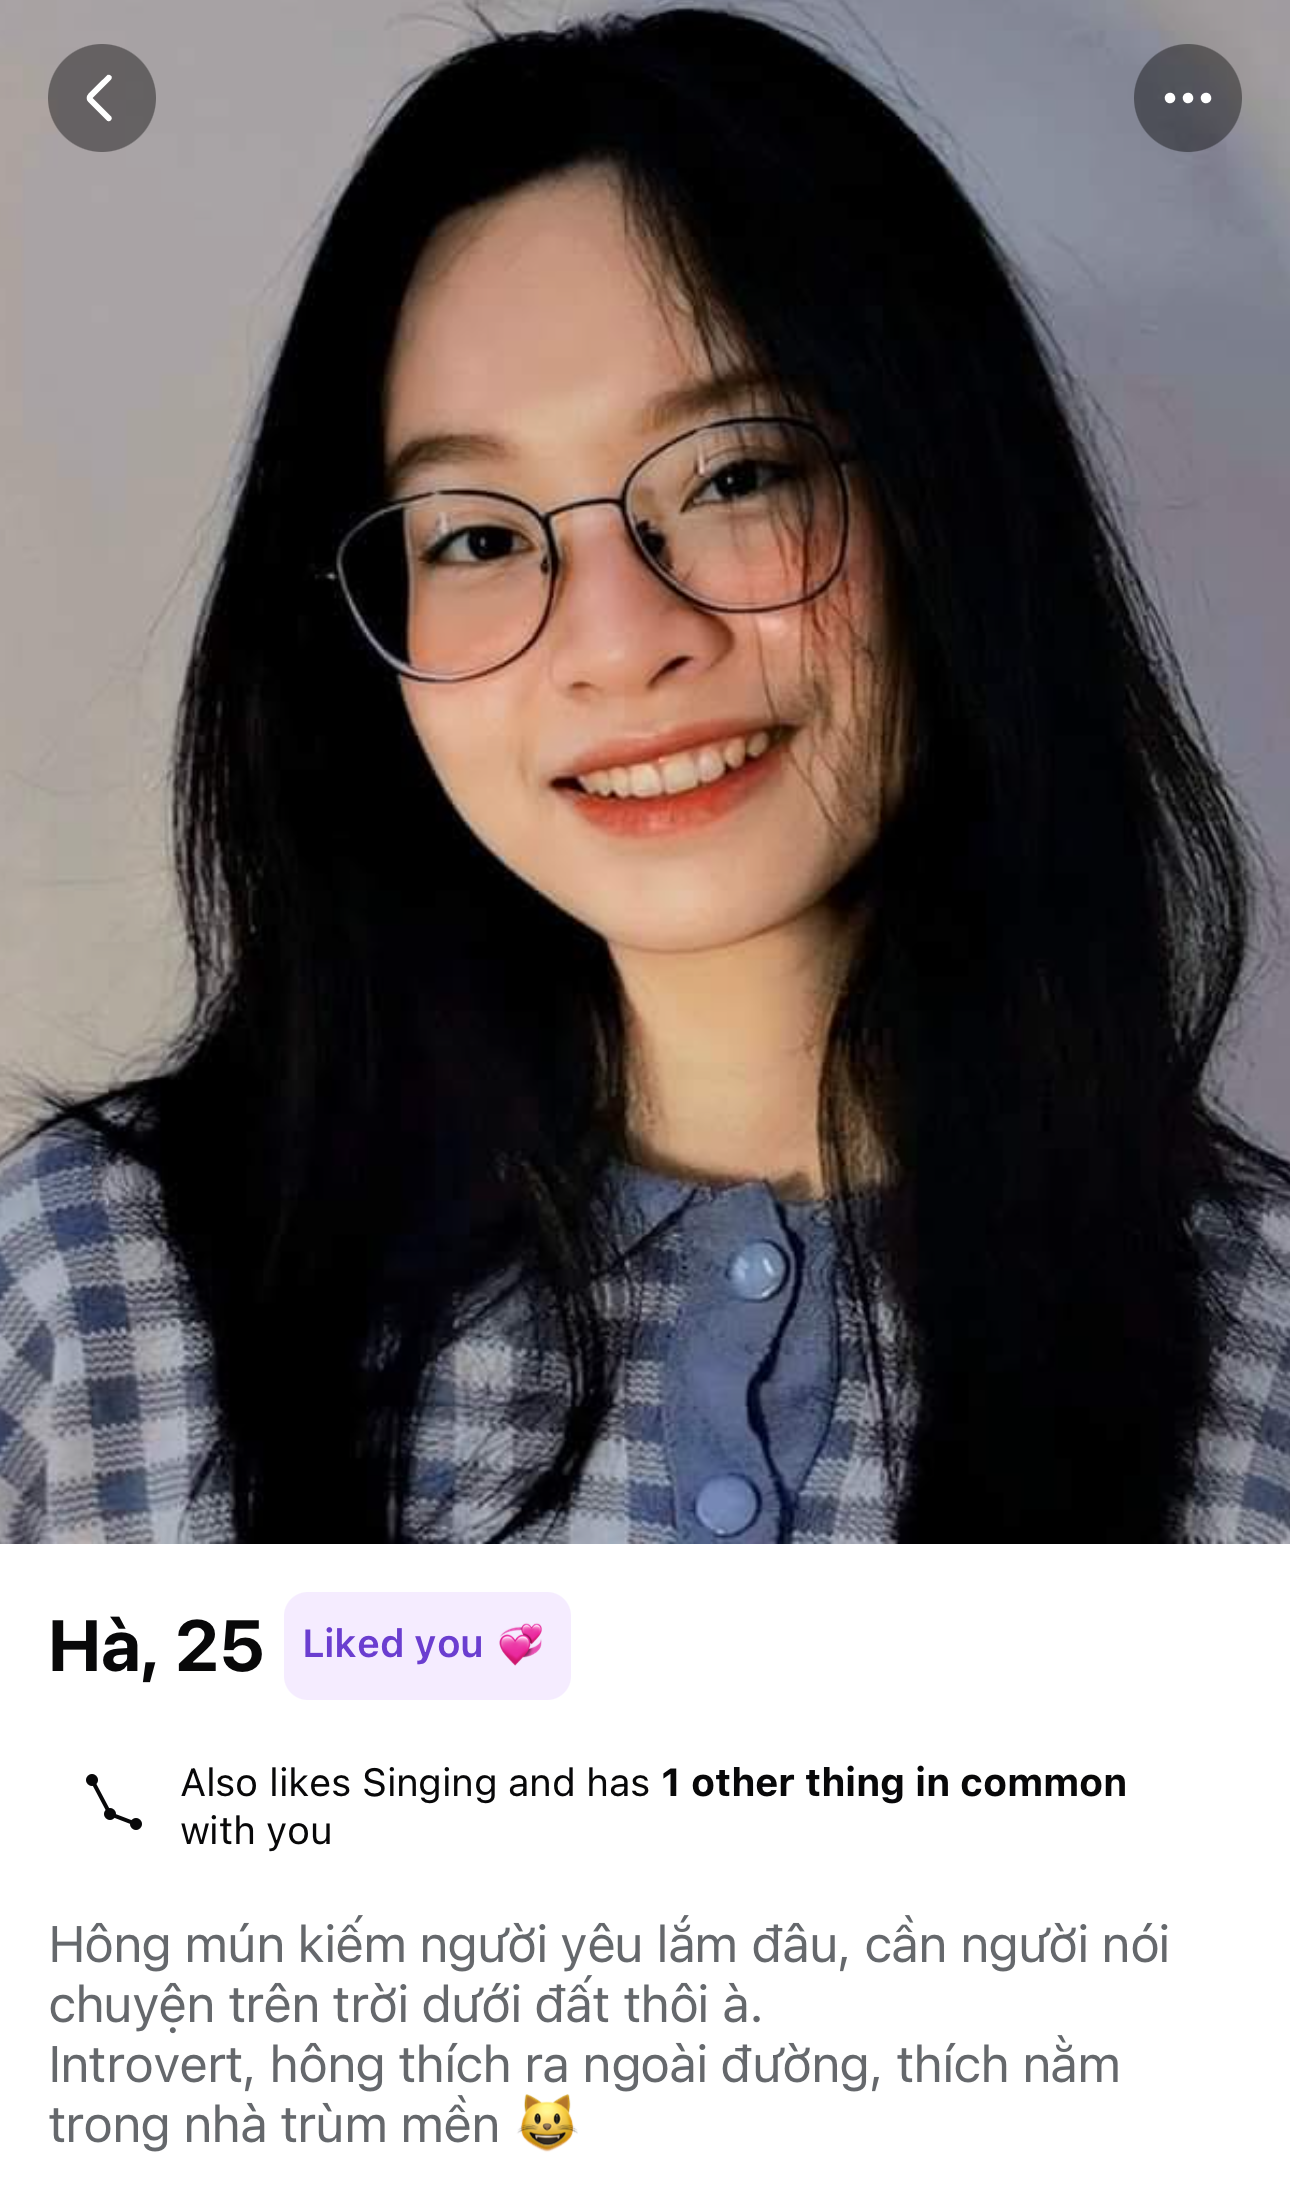 Hà, 25
Liked you 💞
Also likes Singing and has 1 other thing in common
with you
Hông mún kiếm người yêu lắm đâu, cần người nói
chuyện trên trời dưới đất thôi à.
Introvert, hông thích ra ngoài đường, thích nằm
trong nhà trùm mền 😺